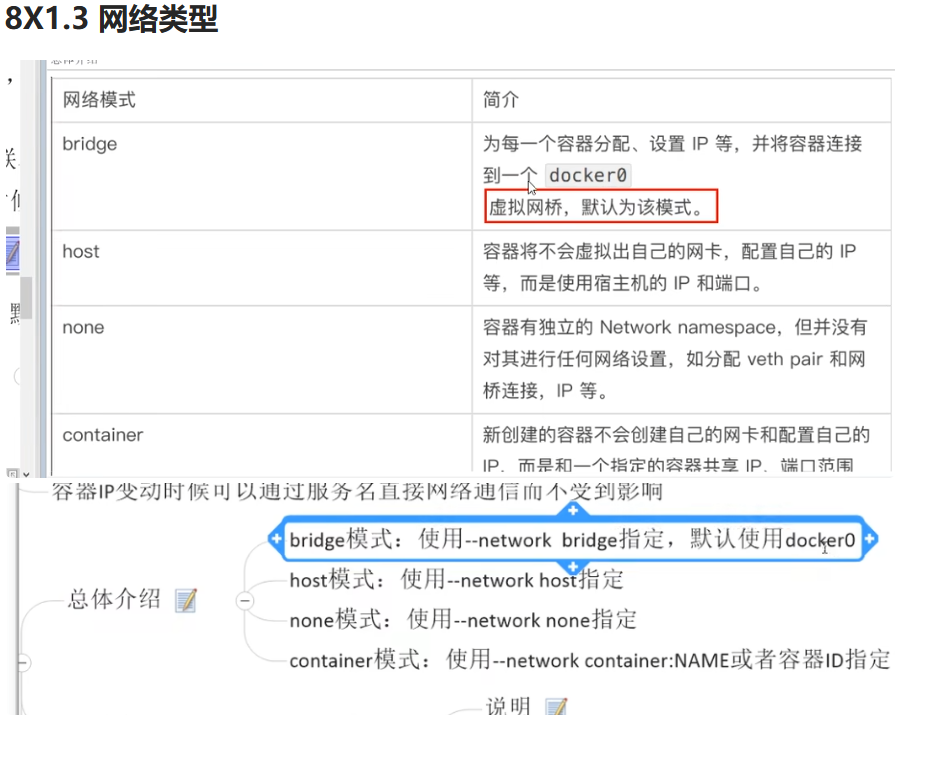 8X1.3 网络类型
总体介绍
网络模式
简介
bridge
为每一个容器分配、设置 IP 等，并将容器连接
到一个 docker0
虚拟网桥，默认为该模式。
host
容器将不会虚拟出自己的网卡，配置自己的 IP
等，而是使用宿主机的 IP 和端口。
none
容器有独立的 Network namespace，但并没有
对其进行任何网络设置，如分配 veth pair 和网
桥连接，IP 等。
container
新创建的容器不会创建自己的网卡和配置自己的
IP，而是和一个指定的容器共享 IP、端口范围
容器IP变动时候可以通过服务名直接网络通信而不受到影响
bridge模式：使用--network bridge指定，默认使用docker0
总体介绍
host模式：使用--network host指定
none模式：使用--network none指定
container模式：使用--network container:NAME或者容器ID指定
说明